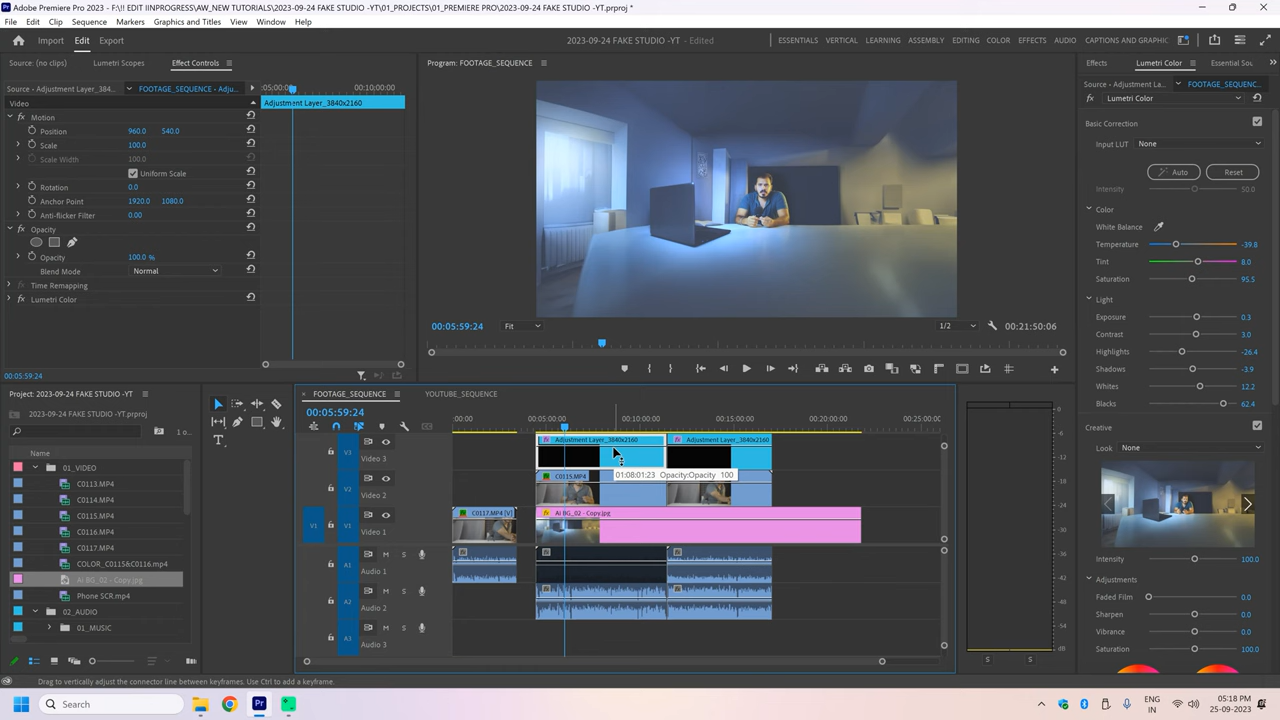 Adobe Premiere Pro 2023 - F:\!! EDIT IINPROGRESS\AW_NEW TUTORIALS\2023-09-24 FAKE STUDIO -YT\01_PROJECTS\01_PREMIERE PRO\2023-09-24 FAKE STUDIO -YT.prproj *
File Edit Clip Sequence Markers Graphics and Titles View Window Help
Import Edit Export
2023-09-24 FAKE STUDIO -YT - Edited
ESSENTIALS VERTICAL LEARNING ASSEMBLY EDITING COLOR EFFECTS AUDIO CAPTIONS AND GRAPHIC
Source: (no clips) Lumetri Scopes Effect Controls
Source - Adjustment Layer_384... FOOTAGE_SEQUENCE - Adju...
:05:00:00 00:10:00:00
Video
Adjustment Layer_3840x2160
Motion
Position 960.0 540.0
Scale 100.0
Scale Width 100.0
Uniform Scale
Rotation 0.0
Anchor Point 1920.0 1080.0
Anti-flicker Filter 0.00
Opacity
Opacity 100.0 %
Blend Mode Normal
Time Remapping
Lumetri Color
00:05:59:24
Program: FOOTAGE_SEQUENCE
00:05:59:24 Fit 1/2 00:21:50:06
Effects Lumetri Color Essential Sou
Source - Adjustment La... FOOTAGE_SEQUENC...
fx Lumetri Color
Basic Correction
Input LUT None
Auto Reset
Intensity 50.0
Color
White Balance
Temperature -39.8
Tint 8.0
Saturation 95.5
Light
Exposure 0.3
Contrast 3.0
Highlights -26.4
Shadows -3.9
Whites 12.2
Blacks 62.4
Creative
Look None
Intensity 100.0
Adjustments
Faded Film 0.0
Sharpen 0.0
Vibrance 0.0
Saturation 100.0
Project: 2023-09-24 FAKE STUDIO -YT
2023-09-24 FAKE STUDIO -YT.prproj
1 o...
01_VIDEO
C0113.MP4
C0114.MP4
C0115.MP4
C0116.MP4
C0117.MP4
COLOR_C0115&C0116.mp4
Ai BG_02 - Copy.jpg
Phone SCR.mp4
02_AUDIO
01_MUSIC
FOOTAGE_SEQUENCE YOUTUBE_SEQUENCE
00:05:59:24
:00:00 00:05:00:00 00:10:00:00 00:15:00:00 00:20:00:00 00:25:00:00
V3 Video 3
Adjustment Layer_3840x2160 Adjustment Layer_3840x2160
01:08:01:23 Opacity:Opacity 100
V2 Video 2
C0115.MP4
V1 V1 Video 1
C0117.MP4 [V] Ai BG_02 - Copy.jpg
A1 M S Audio 1
A2 M S Audio 2
A3 M S Audio 3
0
-6
-12
-18
-24
-30
-36
-42
-48
-54
dB
S S
Drag to vertically adjust the connector line between keyframes. Ctrl to add a keyframe.
Search
Pr
ENG
IN
05:18 PM
25-09-2023